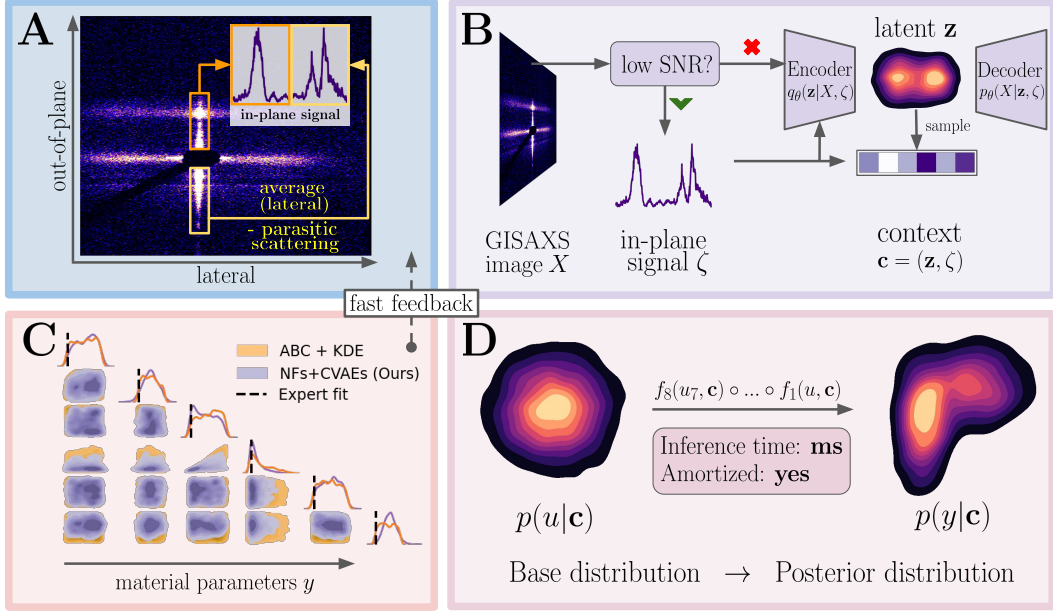 A
out-of-plane
in-plane signal
average
(lateral)
- parasitic
scattering
lateral
B
low SNR?
Encoder
qθ(z|X, ζ)
latent z
Decoder
pθ(X|z, ζ)
sample
GISAXS
image X
in-plane
signal ζ
context
c = (z, ζ)
fast feedback
C
ABC + KDE
NFs+CVAEs (Ours)
Expert fit
material parameters y
D
f₈(u₇, c) ∘ ... ∘ f₁(u, c)
Inference time: ms
Amortized: yes
p(u|c)
p(y|c)
Base distribution → Posterior distribution